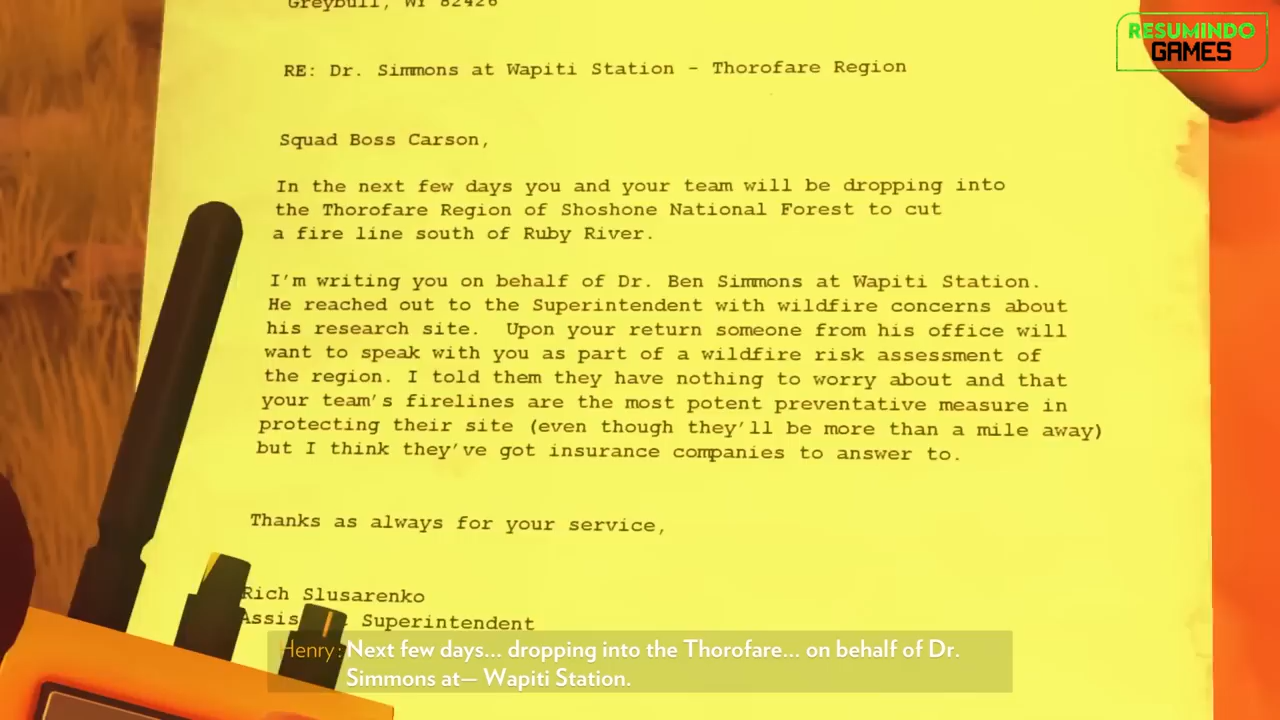 Greybull, WY 82426
RESUMINDO
GAMES
RE: Dr. Simmons at Wapiti Station - Thorofare Region
Squad Boss Carson,
In the next few days you and your team will be dropping into
the Thorofare Region of Shoshone National Forest to cut
a fire line south of Ruby River.
I'm writing you on behalf of Dr. Ben Simmons at Wapiti Station.
He reached out to the Superintendent with wildfire concerns about
his research site. Upon your return someone from his office will
want to speak with you as part of a wildfire risk assessment of
the region. I told them they have nothing to worry about and that
your team's firelines are the most potent preventative measure in
protecting their site (even though they'll be more than a mile away)
but I think they've got insurance companies to answer to.
Thanks as always for your service,
Rich Slusarenko
Superintendent
Henry: Next few days... dropping into the Thorofare... on behalf of Dr.
Simmons at— Wapiti Station.